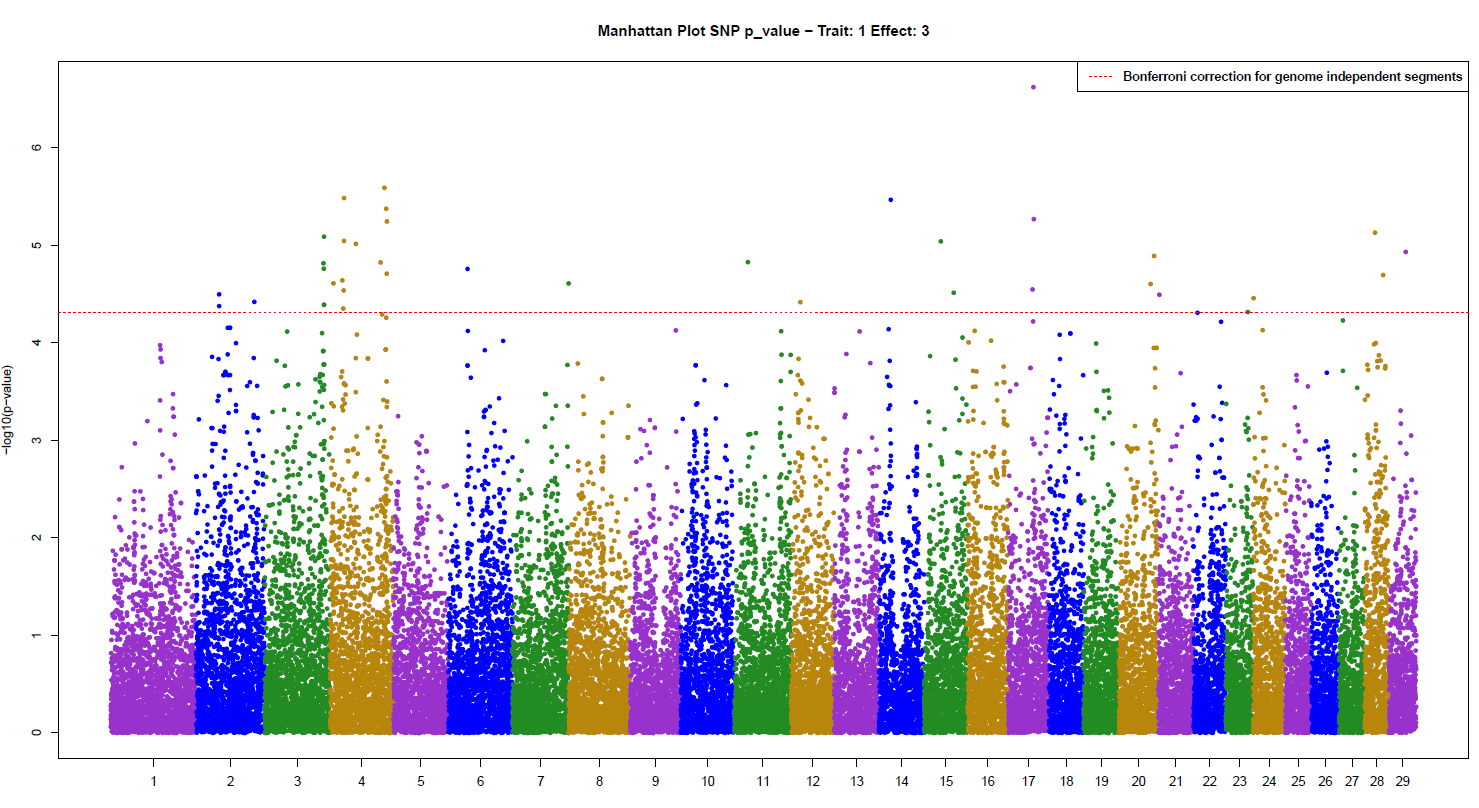 Manhattan Plot SNP p_value − Trait: 1 Effect: 3
Bonferroni correction for genome independent segments
−log10(p−value)
6
5
4
3
2
1
0
1 2 3 4 5 6 7 8 9 10 11 12 13 14 15 16 17 18 19 20 21 22 23 24 25 26 27 28 29